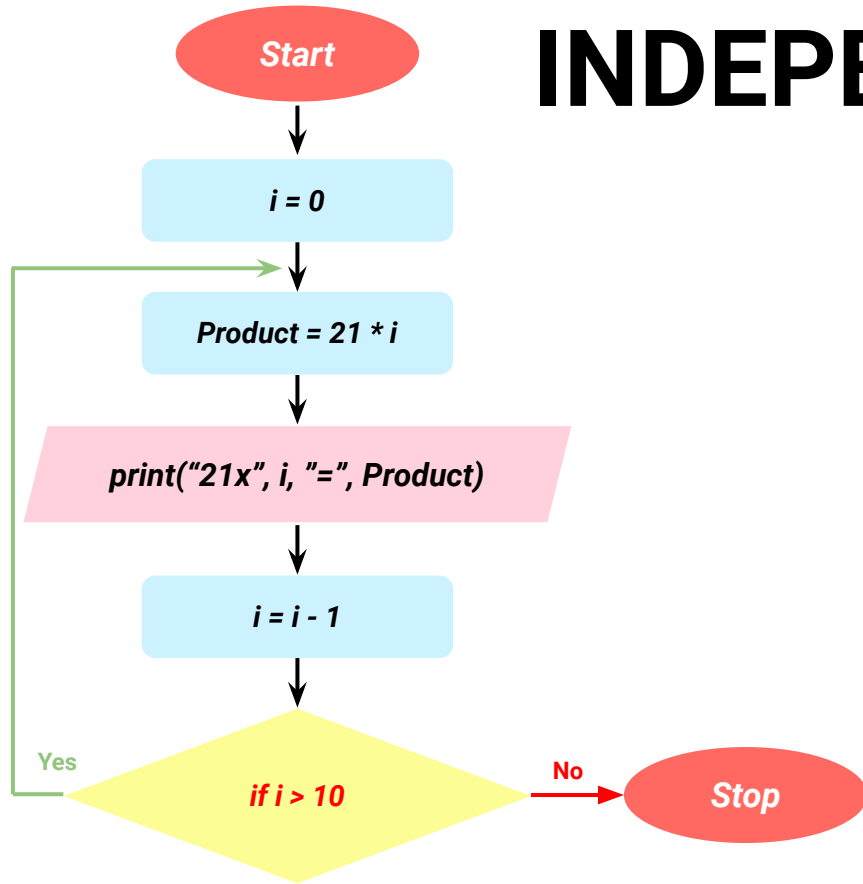 Start
INDEPE
i = 0
Product = 21 * i
print(“21x”, i, ”=”, Product)
i = i - 1
Yes
if i > 10
No
Stop